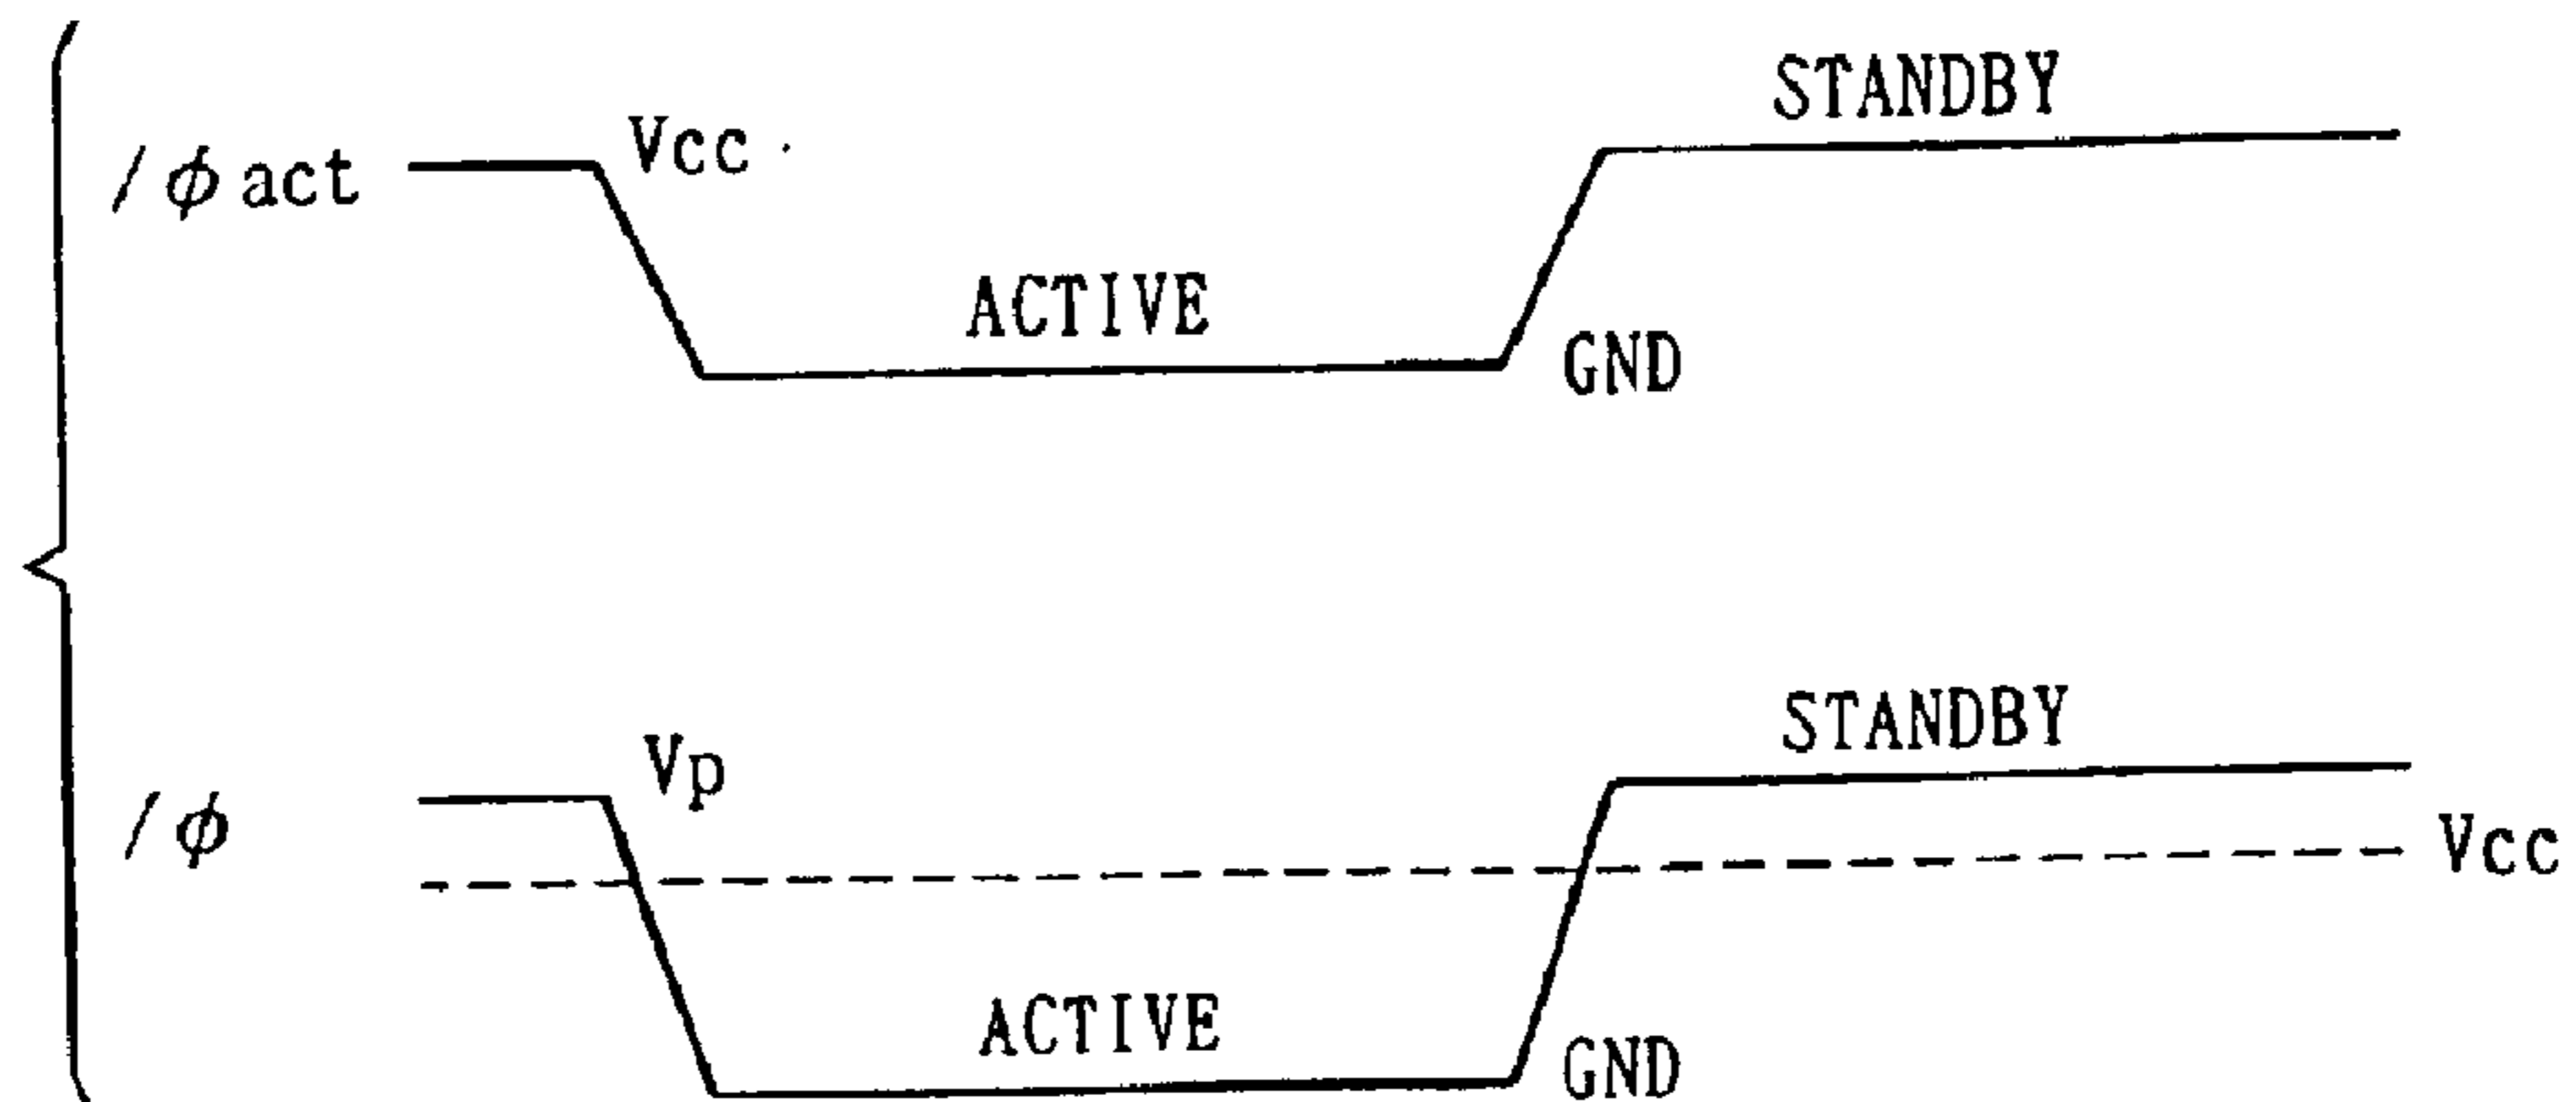 STANDBY
/φact Vcc
ACTIVE
GND
STANDBY
Vp
/φ
Vcc
ACTIVE
GND